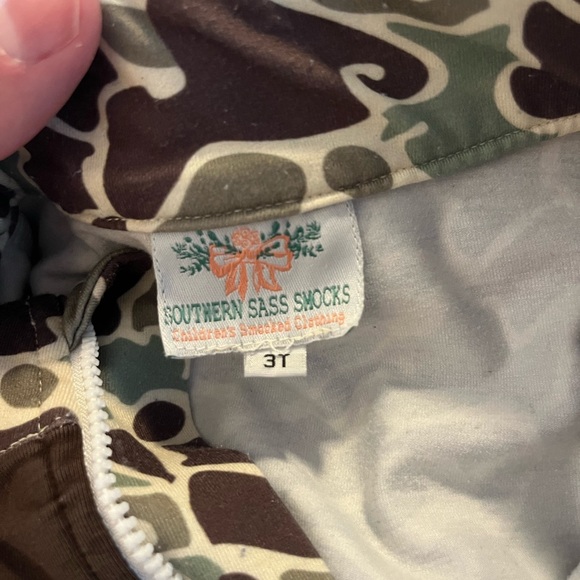 SOUTHERN SASS SMOCKS
Children's Smocked Clothing
3T